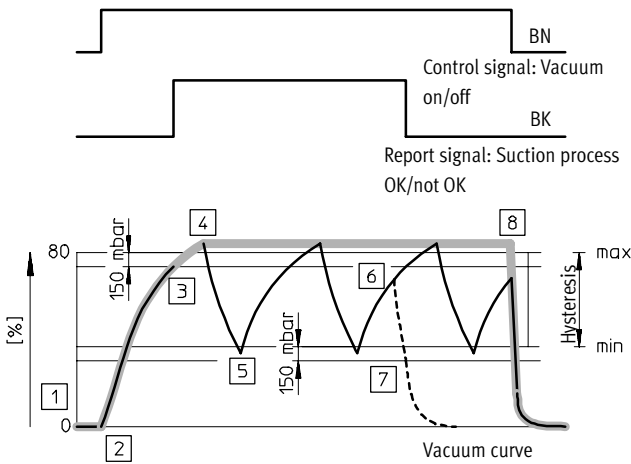 BN
Control signal: Vacuum
on/off
BK
Report signal: Suction process
OK/not OK
4
8
80
150 mbar
max
3
6
[%]
Hysteresis
min
5
150 mbar
7
1
0
2
Vacuum curve